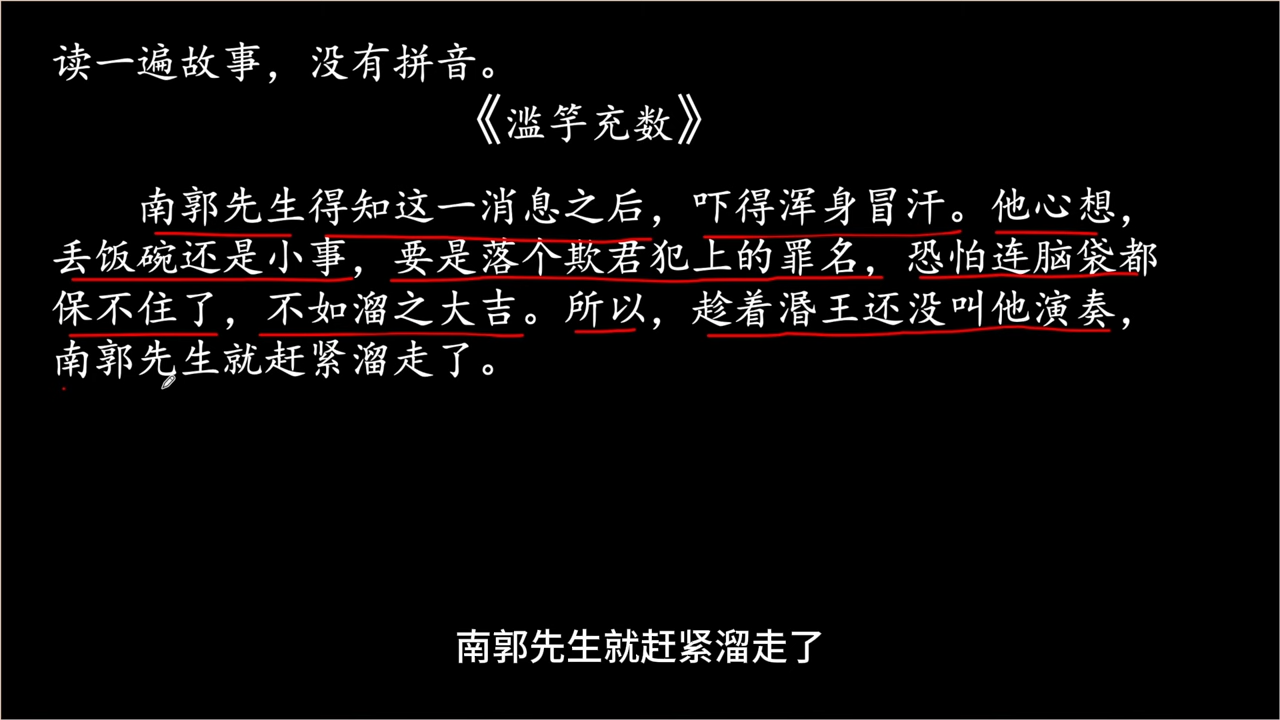 读一遍故事，没有拼音。
《滥竽充数》
南郭先生得知这一消息之后，吓得浑身冒汗。他心想，
丢饭碗还是小事，要是落个欺君犯上的罪名，恐怕连脑袋都
保不住了，不如溜之大吉。所以，趁着湣王还没叫他演奏，
南郭先生就赶紧溜走了。
南郭先生就赶紧溜走了